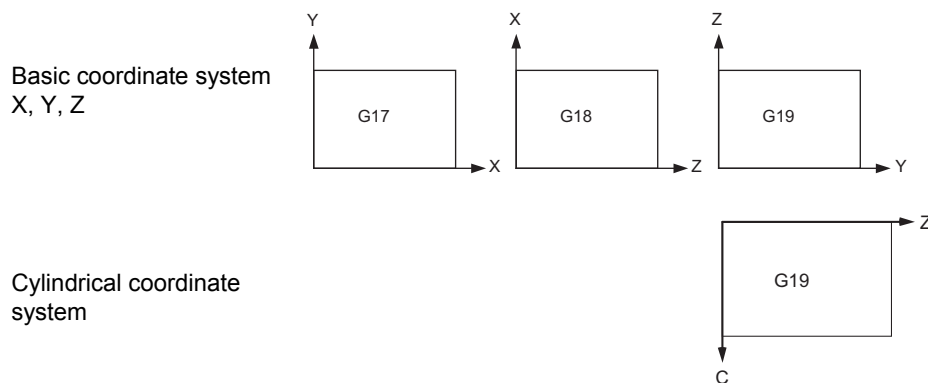 Y
X
Z
Basic coordinate system
X, Y, Z
G17
G18
G19
X
Z
Y
Z
Cylindrical coordinate
system
G19
C